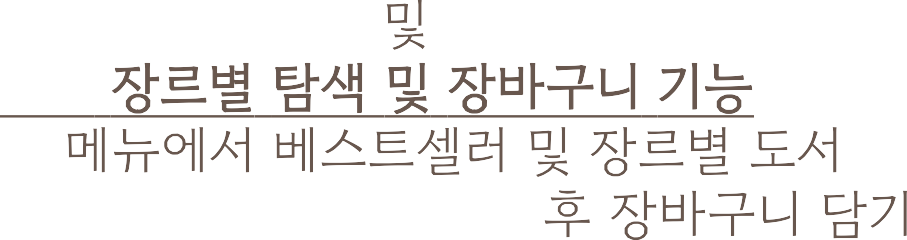 및
장르별 탐색 및 장바구니 기능
메뉴에서 베스트셀러 및 장르별 도서
후 장바구니 담기